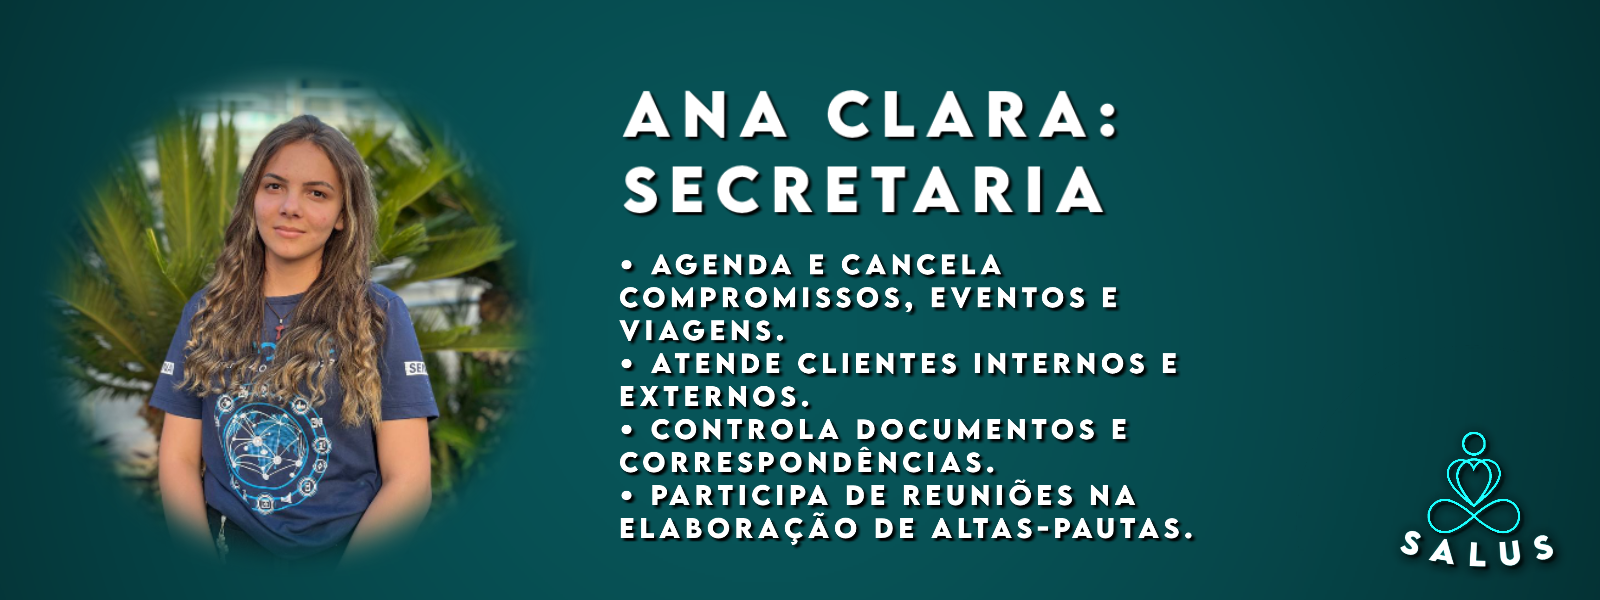 ANA CLARA:
SECRETARIA
• AGENDA E CANCELA
COMPROMISSOS, EVENTOS E
VIAGENS.
• ATENDE CLIENTES INTERNOS E
EXTERNOS.
• CONTROLA DOCUMENTOS E
CORRESPONDÊNCIAS.
• PARTICIPA DE REUNIÕES NA
ELABORAÇÃO DE ALTAS-PAUTAS.
SALUS